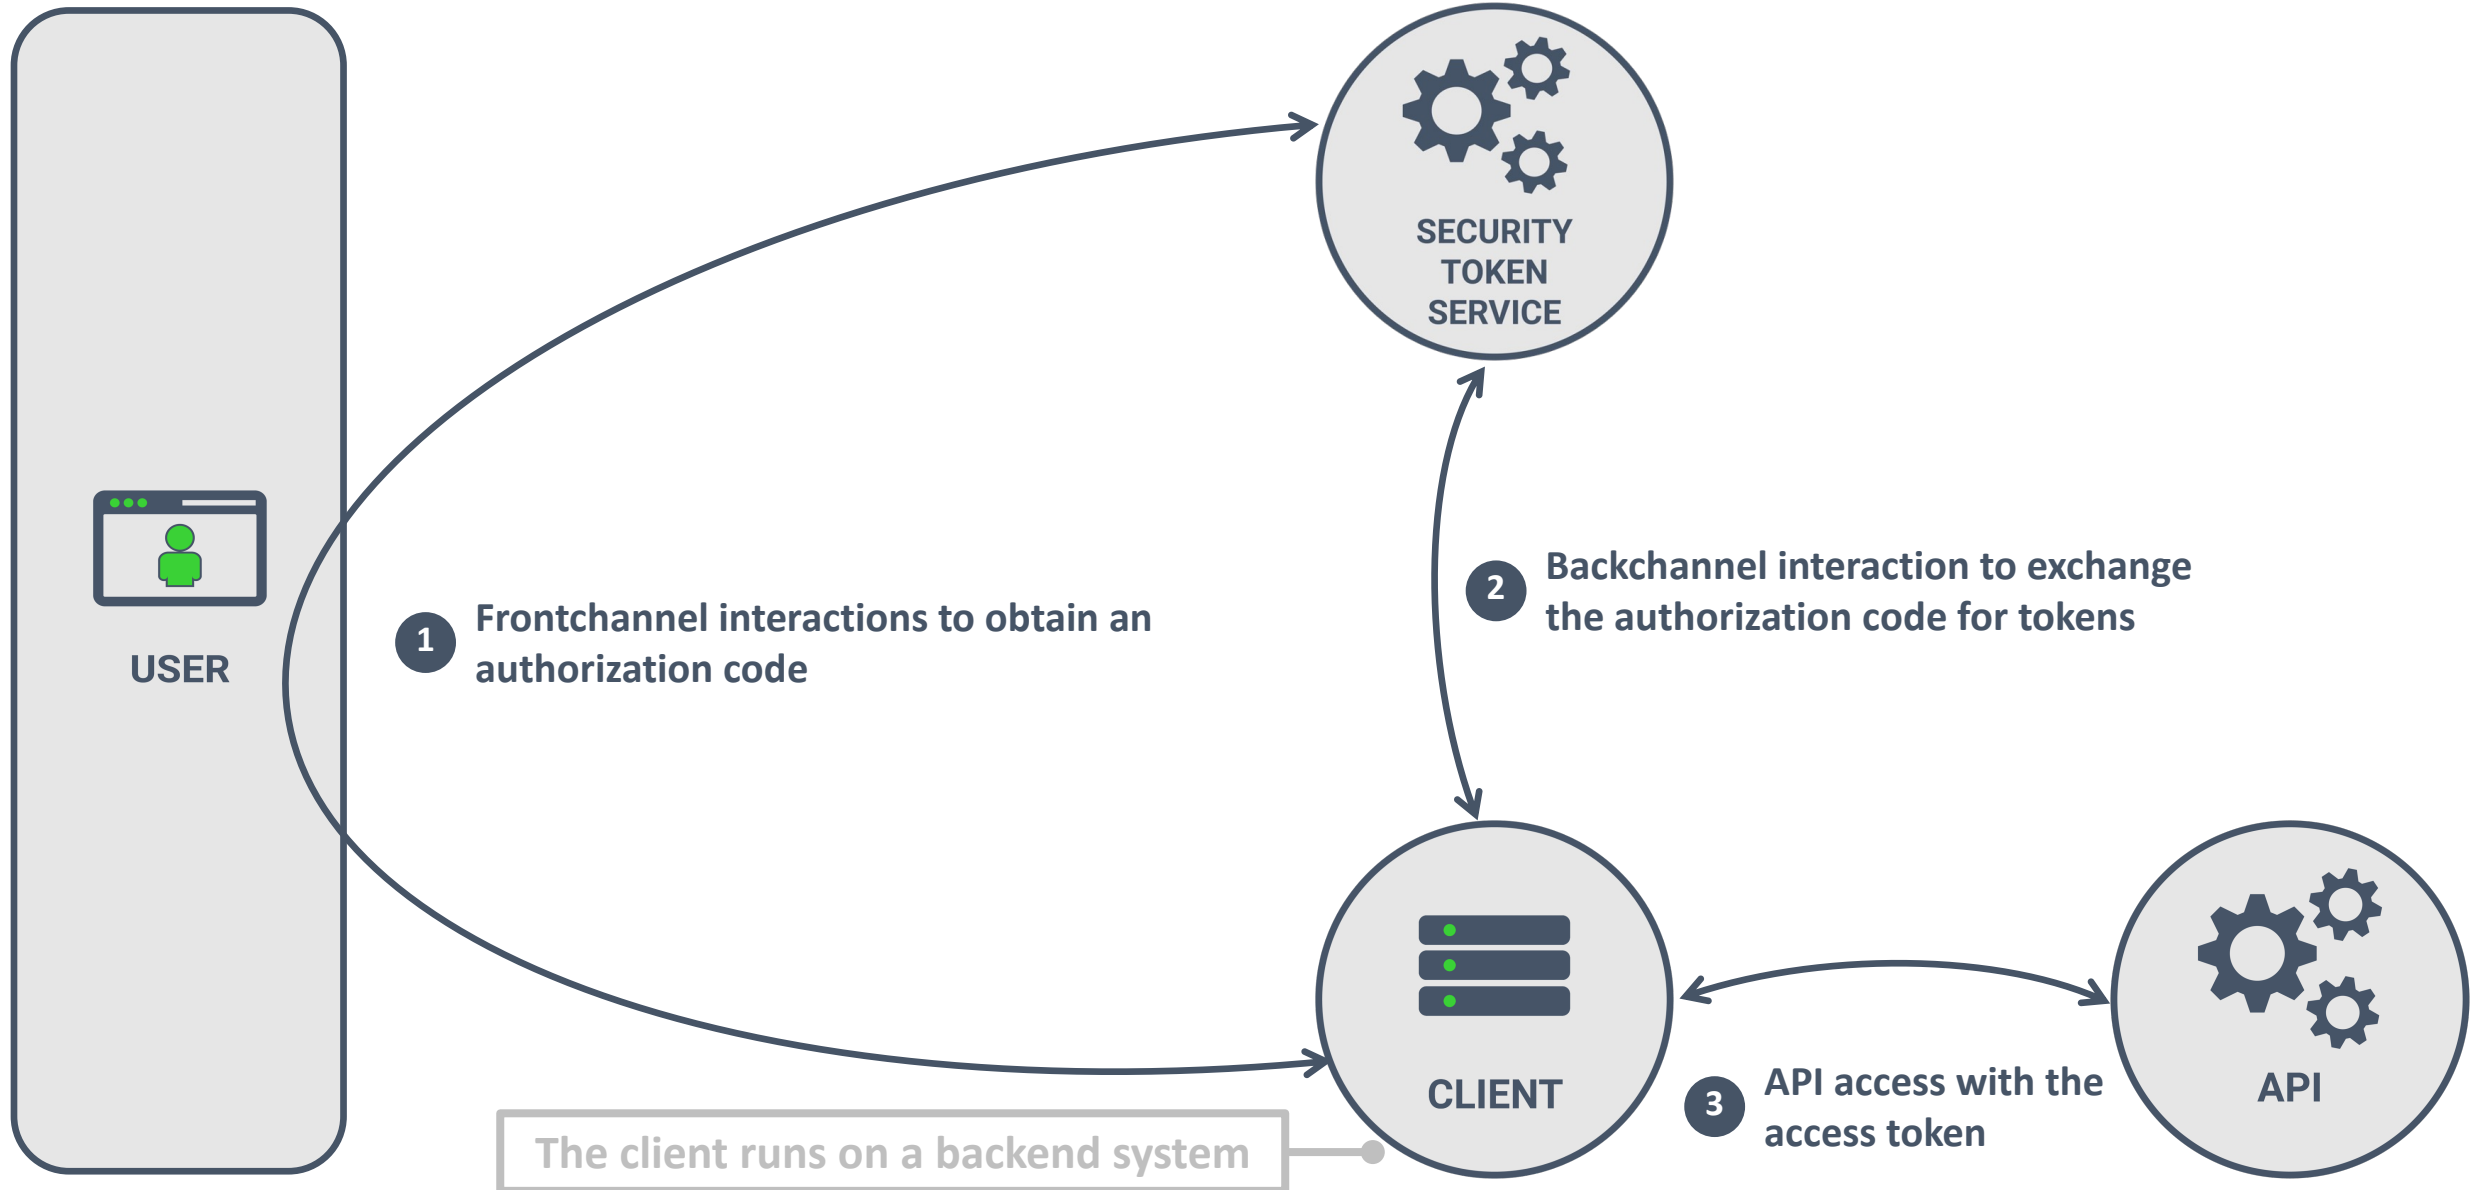 SECURITY
TOKEN
SERVICE
USER
1
Frontchannel interactions to obtain an
authorization code
2
Backchannel interaction to exchange
the authorization code for tokens
CLIENT
The client runs on a backend system
3
API access with the
access token
API